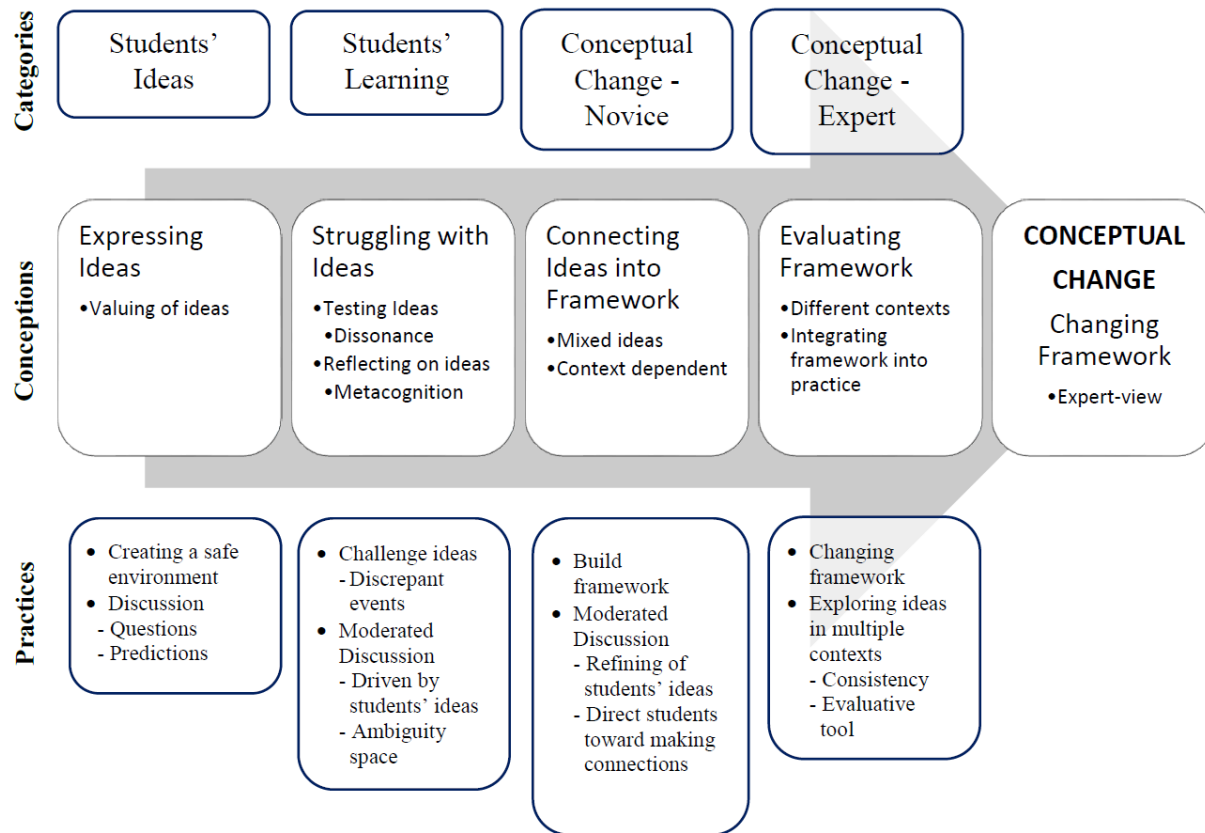 Categories
Students’
Ideas
Students’
Learning
Conceptual
Change -
Novice
Conceptual
Change -
Expert
Conceptions
Expressing
Ideas
•Valuing of ideas
Struggling with
Ideas
•Testing Ideas
•Dissonance
•Reflecting on ideas
•Metacognition
Connecting
Ideas into
Framework
•Mixed ideas
•Context dependent
Evaluating
Framework
•Different contexts
•Integrating
framework into
practice
CONCEPTUAL
CHANGE
Changing
Framework
•Expert-view
Practices
• Creating a safe
environment
• Discussion
- Questions
- Predictions
• Challenge ideas
- Discrepant
events
• Moderated
Discussion
- Driven by
students’ ideas
- Ambiguity
space
• Build
framework
• Moderated
Discussion
- Refining of
students’ ideas
- Direct students
toward making
connections
• Changing
framework
• Exploring ideas
in multiple
contexts
- Consistency
- Evaluative
tool